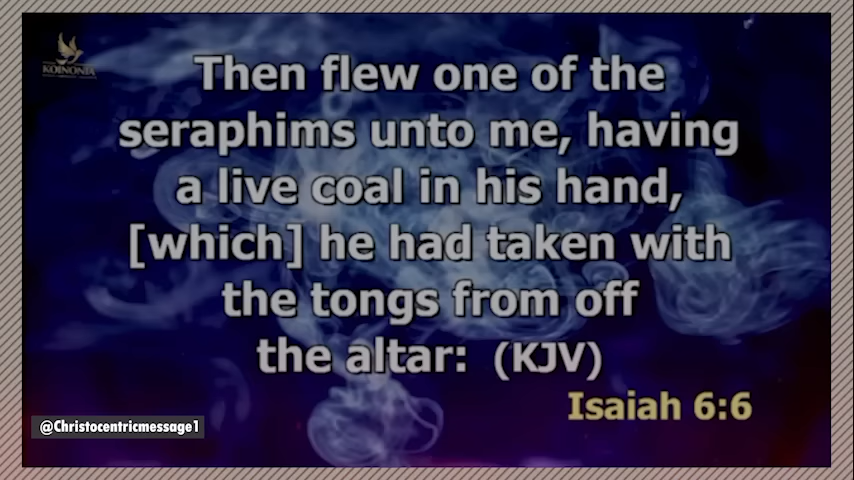 KOINONIA
Then flew one of the
seraphims unto me, having
a live coal in his hand,
[which] he had taken with
the tongs from off
the altar: (KJV)
Isaiah 6:6
@Christocentricmessage1